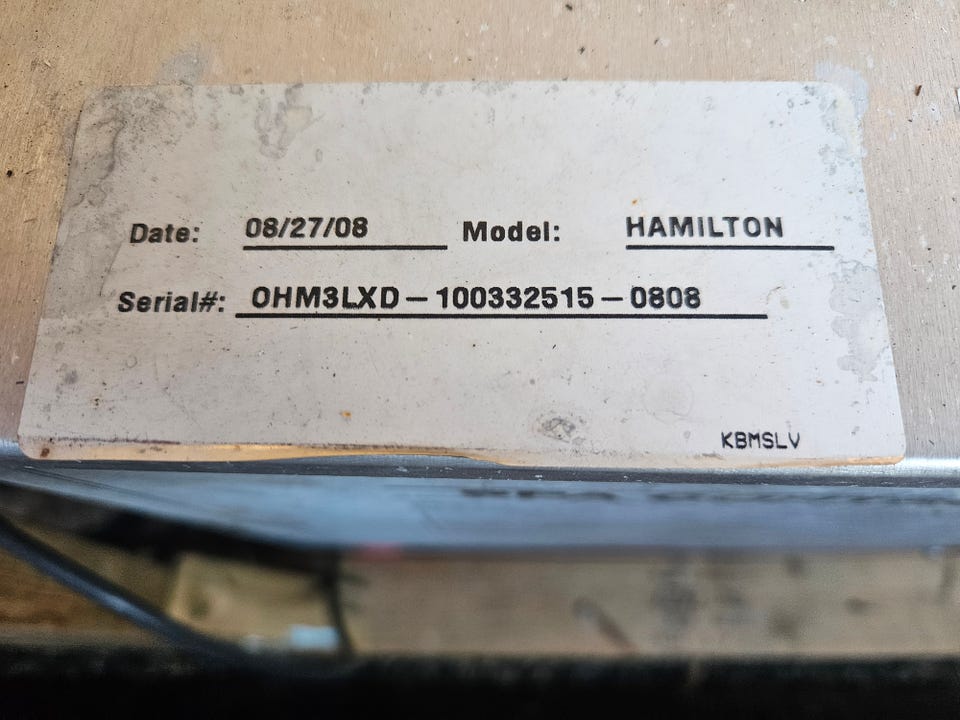 Date: 08/27/08 Model: HAMILTON
Serial#: OHM3LXD-100332515-0808
KBMSLV